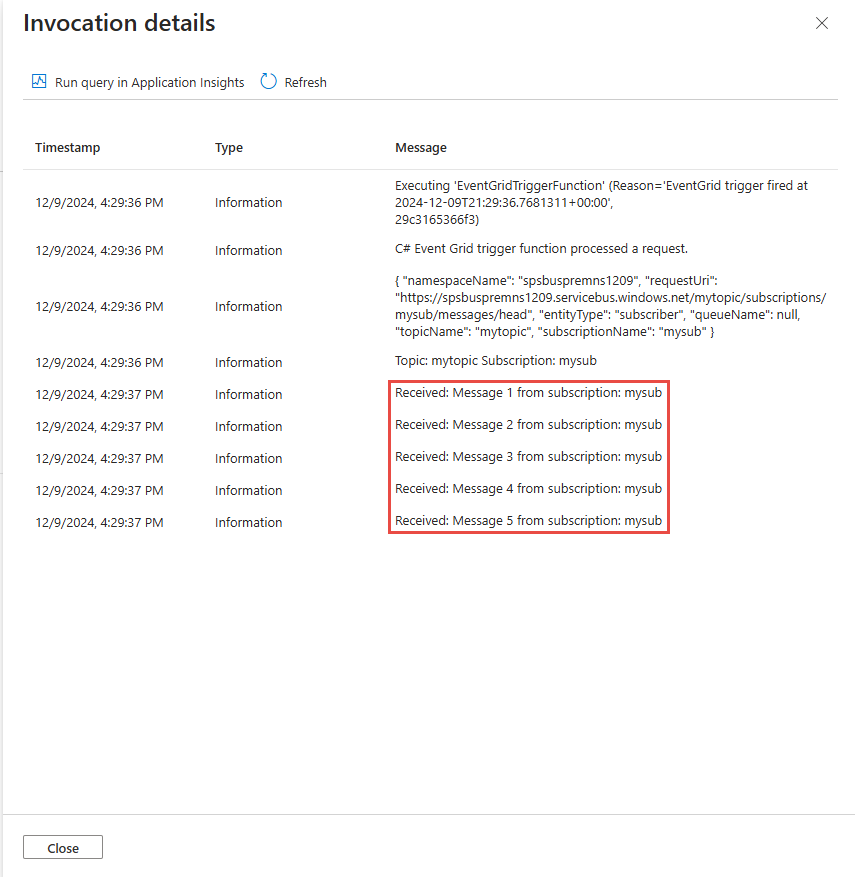 Invocation details
Run query in Application Insights Refresh
Timestamp Type Message
Executing 'EventGridTriggerFunction' (Reason='EventGrid trigger fired at
12/9/2024, 4:29:36 PM Information 2024-12-09T21:29:36.7681311+00:00',
29c3165366f3)
12/9/2024, 4:29:36 PM Information C# Event Grid trigger function processed a request.
{ "namespaceName": "spsbuspremns1209", "requestUri":
12/9/2024, 4:29:36 PM Information "https://spsbuspremns1209.servicebus.windows.net/mytopic/subscriptions/
mysub/messages/head", "entityType": "subscriber", "queueName": null,
"topicName": "mytopic", "subscriptionName": "mysub" }
12/9/2024, 4:29:36 PM Information Topic: mytopic Subscription: mysub
12/9/2024, 4:29:37 PM Information Received: Message 1 from subscription: mysub
12/9/2024, 4:29:37 PM Information Received: Message 2 from subscription: mysub
12/9/2024, 4:29:37 PM Information Received: Message 3 from subscription: mysub
12/9/2024, 4:29:37 PM Information Received: Message 4 from subscription: mysub
12/9/2024, 4:29:37 PM Information Received: Message 5 from subscription: mysub
Close